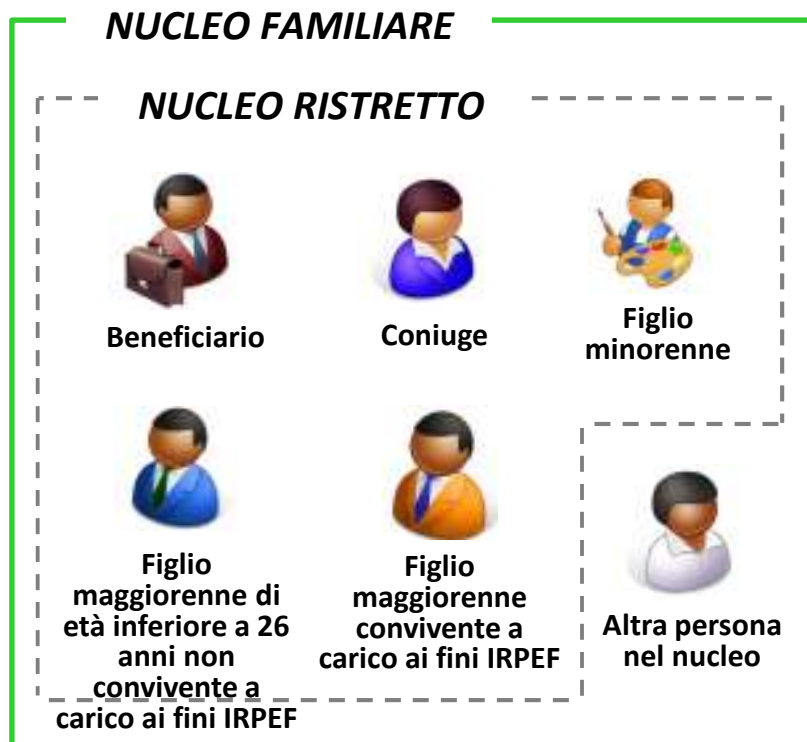 NUCLEO FAMILIARE
NUCLEO RISTRETTO
Beneficiario
Coniuge
Figlio
minorenne
Figlio
maggiorenne di
età inferiore a 26
anni non
convivente a
carico ai fini IRPEF
Figlio
maggiorenne
convivente a
carico ai fini IRPEF
Altra persona
nel nucleo